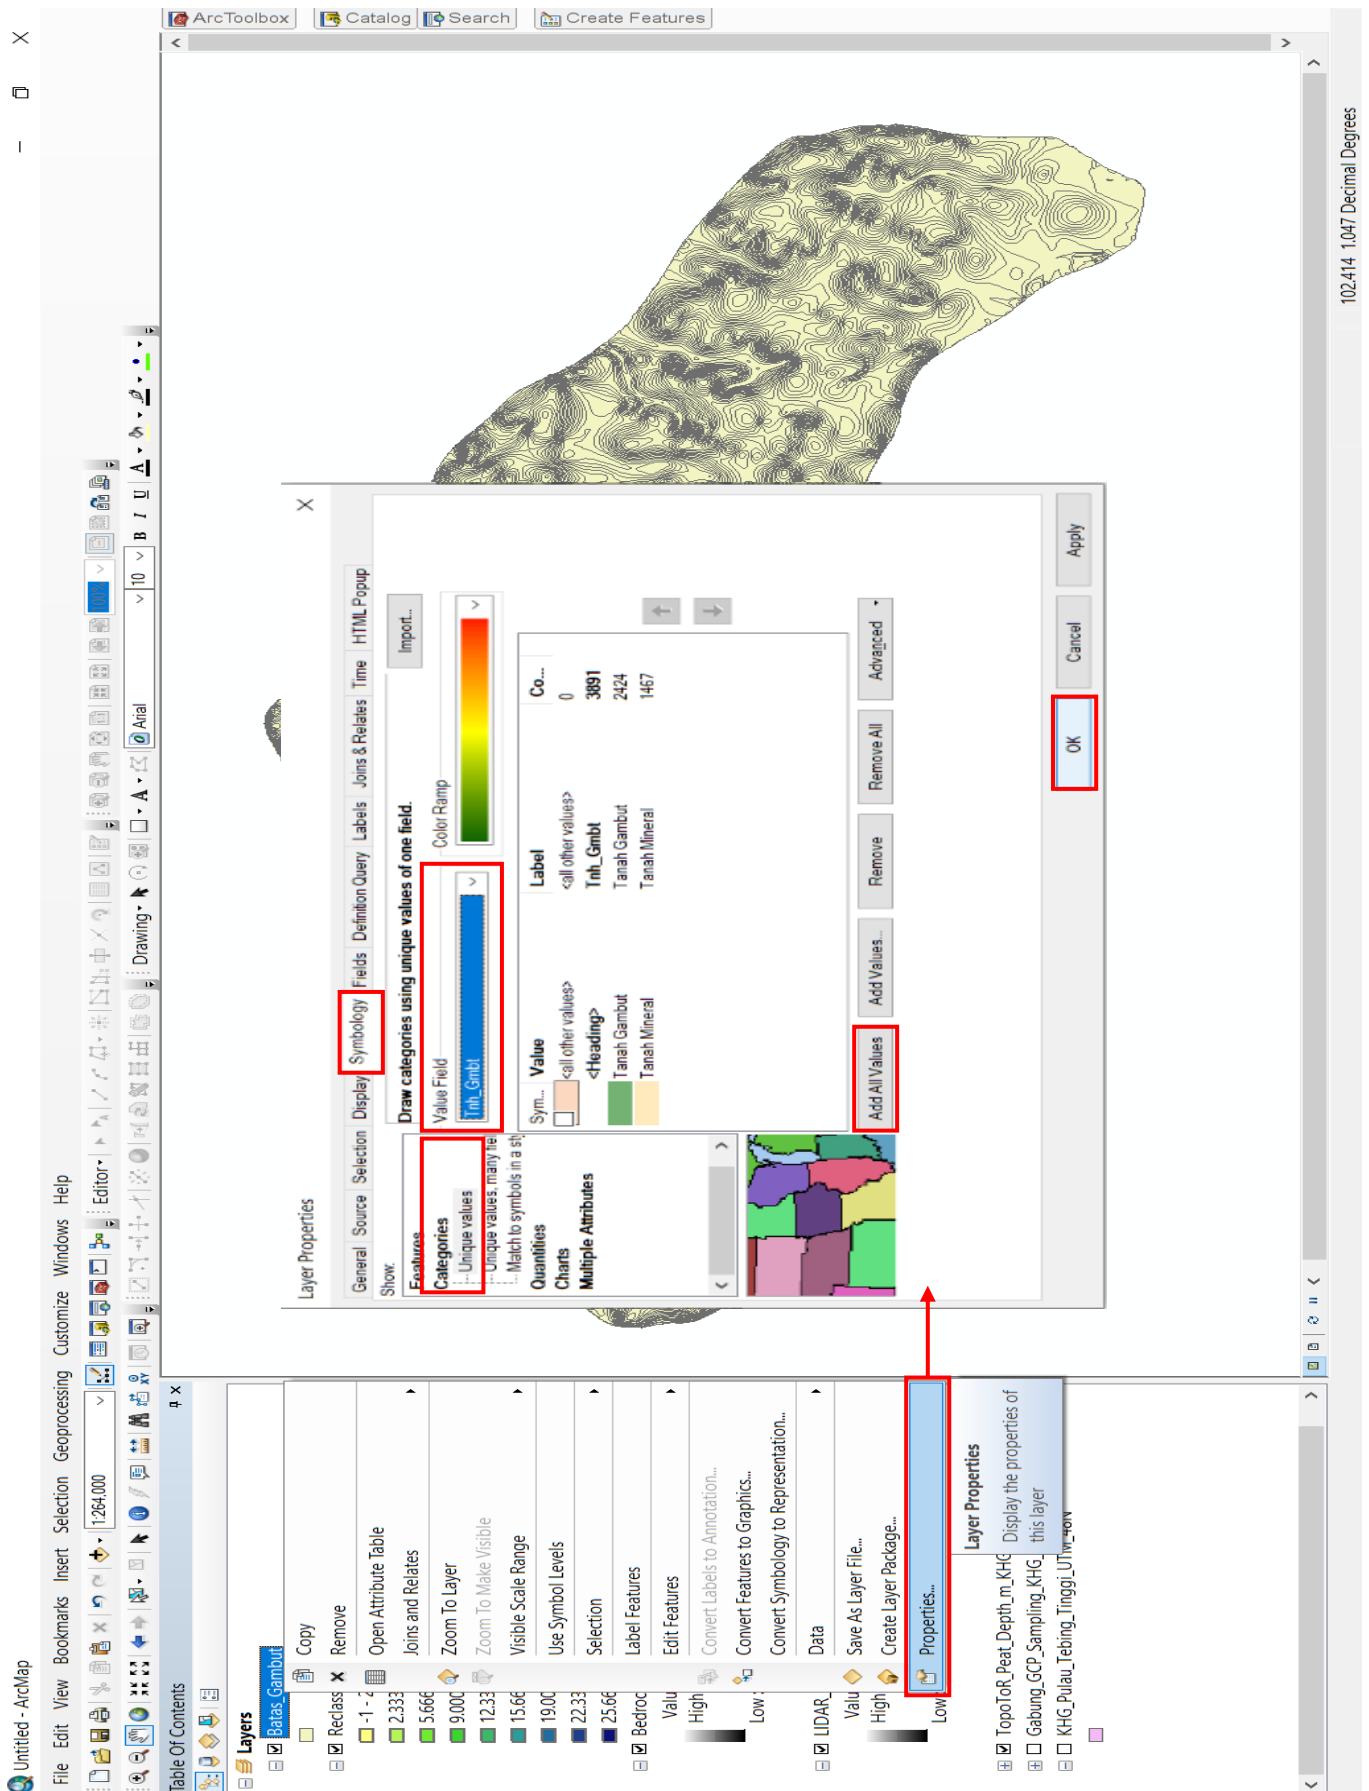 Untitled - ArcMap
File Edit View Bookmarks Insert Selection Geoprocessing Customize Windows Help
1:264,000
Editor
100%
Drawing
A
Arial
10
B I U A
Table Of Contents
Layers
Batas_Gambut
Reclass
-1 - 2
2.333
5.666
9.000
12.33
15.66
19.00
22.33
25.66
Bedroc
Valu
High
Low
LIDAR_
Valu
High
Low
TopoToR_Peat_Depth_m_KHG
Gabung_GCP_Sampling_KHG_
KHG_Pulau_Tebing_Tinggi_UTM_48N
Copy
Remove
Open Attribute Table
Joins and Relates
Zoom To Layer
Zoom To Make Visible
Visible Scale Range
Use Symbol Levels
Selection
Label Features
Edit Features
Convert Labels to Annotation...
Convert Features to Graphics...
Convert Symbology to Representation...
Data
Save As Layer File...
Create Layer Package...
Properties...
Layer Properties
Display the properties of
this layer
Layer Properties
General Source Selection Display Symbology Fields Definition Query Labels Joins & Relates Time HTML Popup
Show:
Features
Categories
Unique values
Unique values, many fie
Match to symbols in a sty
Quantities
Charts
Multiple Attributes
Draw categories using unique values of one field.
Import...
Value Field
Tnh_Gmbt
Color Ramp
Sym... Value Label Co...
<all other values> <all other values> 0
<Heading> Tnh_Gmbt 3891
Tanah Gambut Tanah Gambut 2424
Tanah Mineral Tanah Mineral 1467
Add All Values Add Values... Remove Remove All Advanced
OK Cancel Apply
ArcToolbox
Catalog
Search
Create Features
102.414 1.047 Decimal Degrees